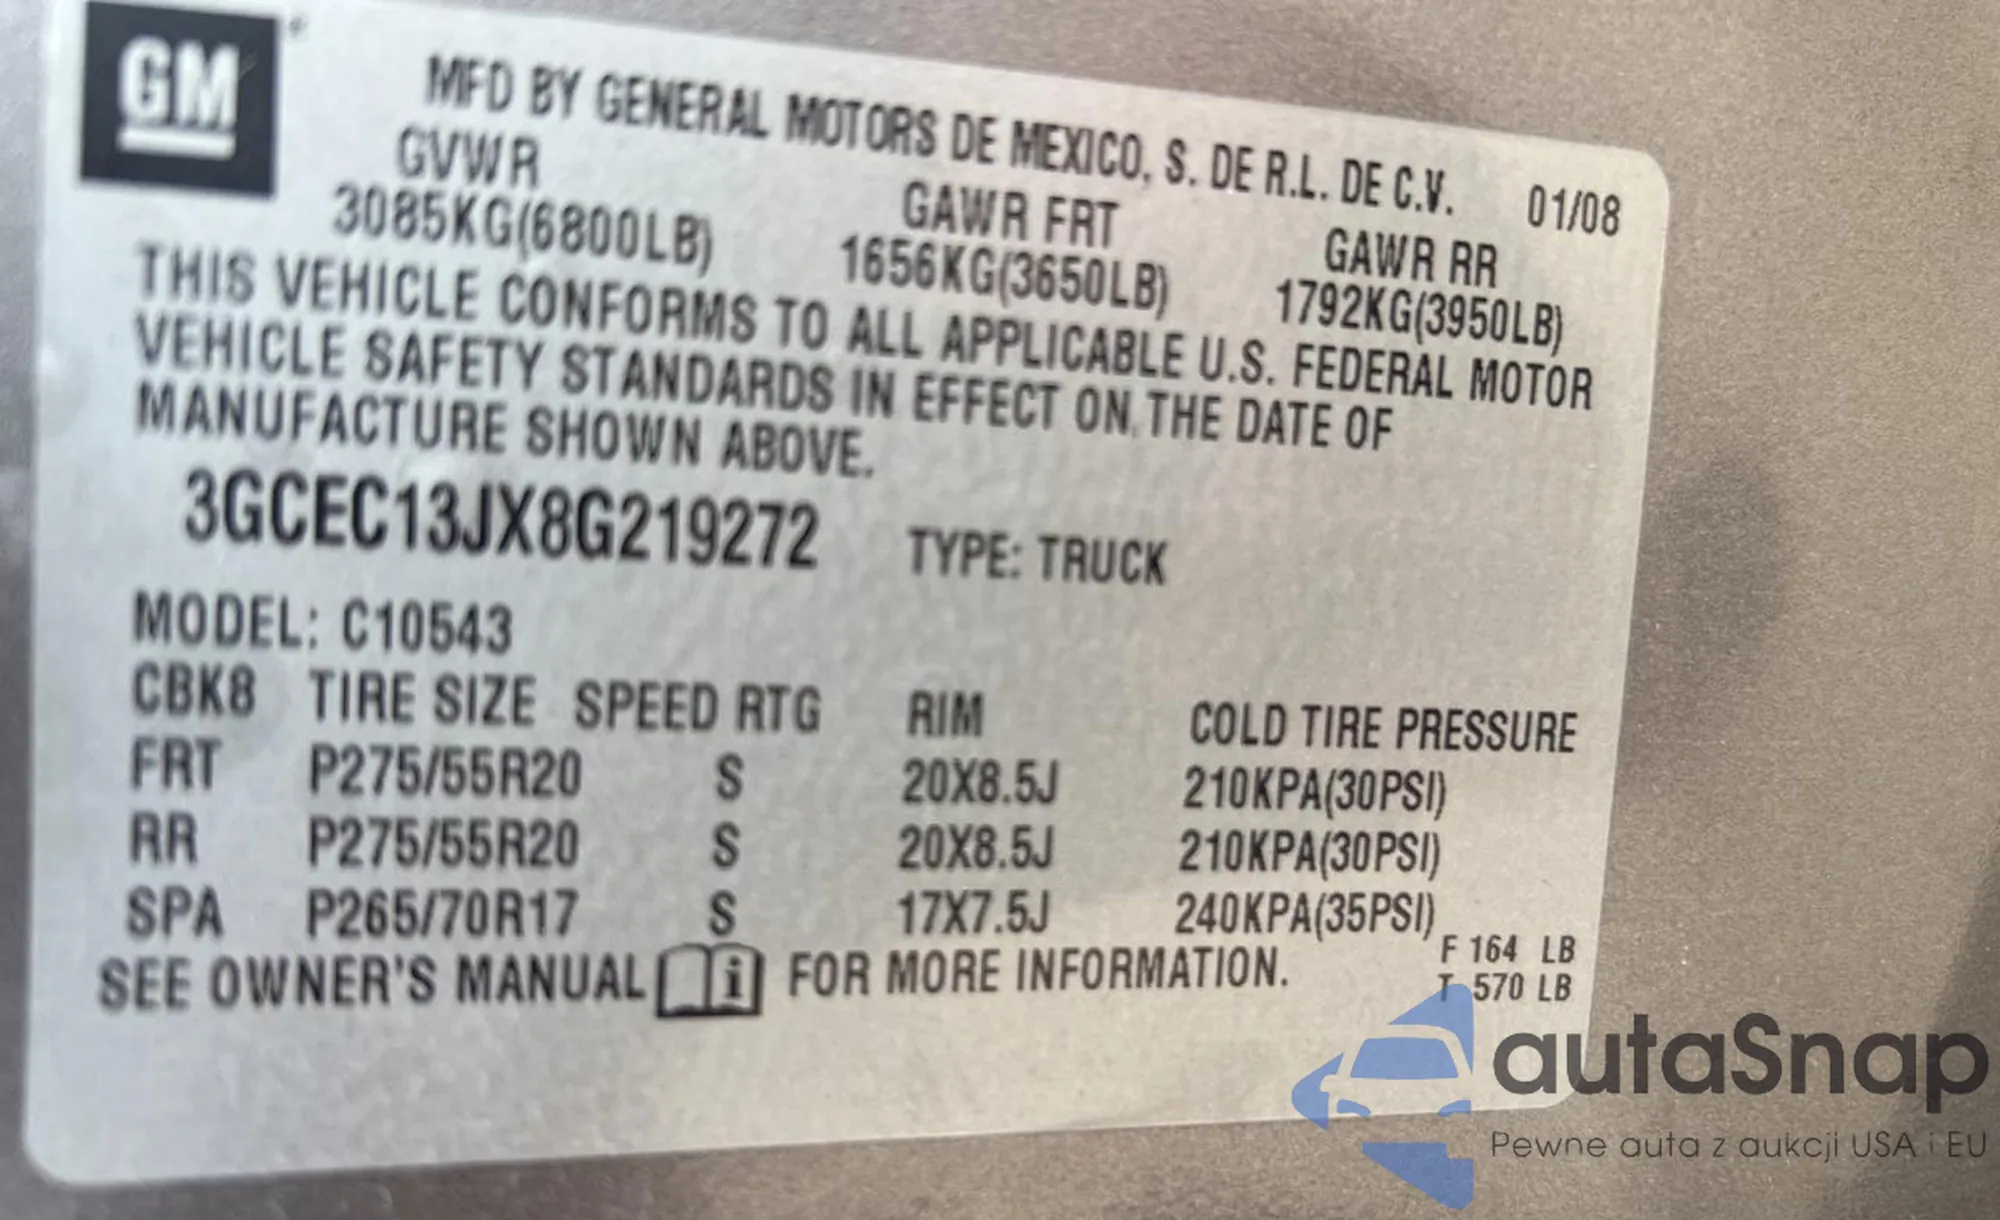 GM
MFD BY GENERAL MOTORS DE MEXICO, S. DE R.L. DE C.V. 01/08
GVWR GAWR FRT GAWR RR
3085KG(6800LB) 1656KG(3650LB) 1792KG(3950LB)
THIS VEHICLE CONFORMS TO ALL APPLICABLE U.S. FEDERAL MOTOR
VEHICLE SAFETY STANDARDS IN EFFECT ON THE DATE OF
MANUFACTURE SHOWN ABOVE.
3GCEC13JX8G219272 TYPE: TRUCK
MODEL: C10543
CBK8 TIRE SIZE SPEED RTG RIM COLD TIRE PRESSURE
FRT P275/55R20 S 20X8.5J 210KPA(30PSI)
RR P275/55R20 S 20X8.5J 210KPA(30PSI)
SPA P265/70R17 S 17X7.5J 240KPA(35PSI)
SEE OWNER'S MANUAL i FOR MORE INFORMATION.
F 164 LB
T 570 LB
autaSnap
Pewne auta z aukcji USA i EU